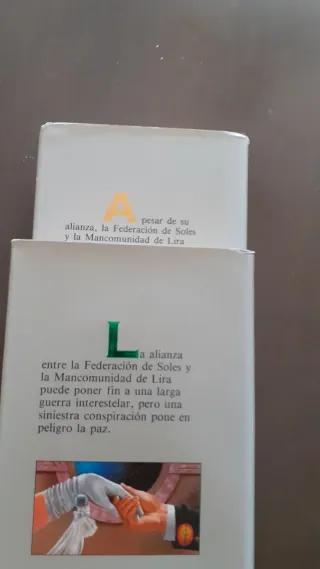 A pesar de su
alianza, la Federación de Soles
y la Mancomunidad de Lira
La alianza
entre la Federación de Soles y
la Mancomunidad de Lira
puede poner fin a una larga
guerra interestelar, pero una
siniestra conspiración pone en
peligro la paz.